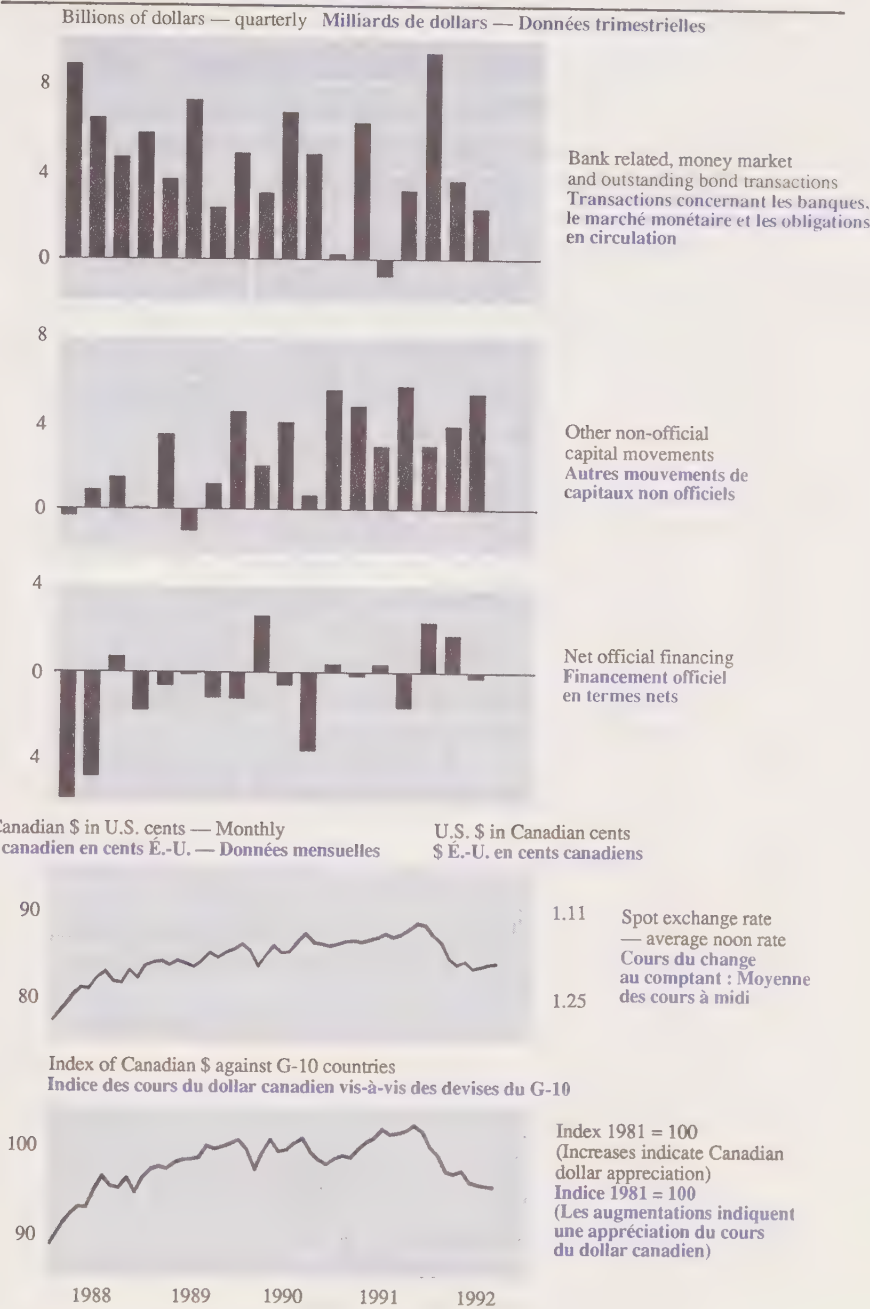 Billions of dollars — quarterly Milliards de dollars — Données trimestrielles
8
4
0
Bank related, money market
and outstanding bond transactions
Transactions concernant les banques,
le marché monétaire et les obligations
en circulation
8
4
0
Other non-official
capital movements
Autres mouvements de
capitaux non officiels
4
0
4
Net official financing
Financement officiel
en termes nets
anadian $ in U.S. cents — Monthly
canadien en cents É.-U. — Données mensuelles
U.S. $ in Canadian cents
$ É.-U. en cents canadiens
90
80
1.11
1.25
Spot exchange rate
— average noon rate
Cours du change
au comptant : Moyenne
des cours à midi
Index of Canadian $ against G-10 countries
Indice des cours du dollar canadien vis-à-vis des devises du G-10
100
90
Index 1981 = 100
(Increases indicate Canadian
dollar appreciation)
Indice 1981 = 100
(Les augmentations indiquent
une appréciation du cours
du dollar canadien)
1988 1989 1990 1991 1992